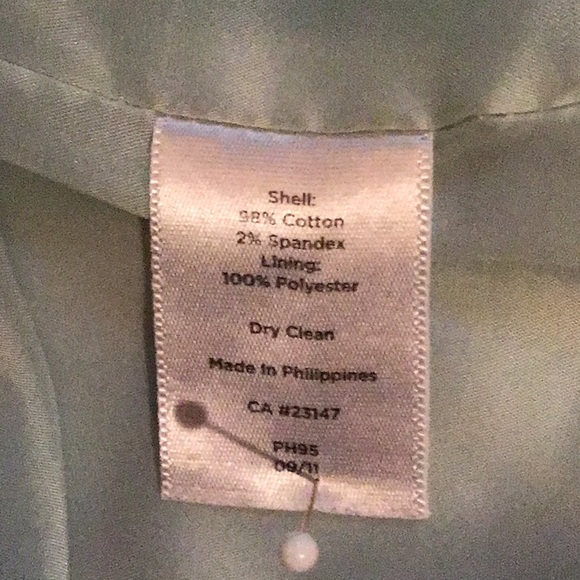 Shell:
98% Cotton
2% Spandex
Lining:
100% Polyester
Dry Clean
Made In Philippines
CA #23147
PH95
09/11